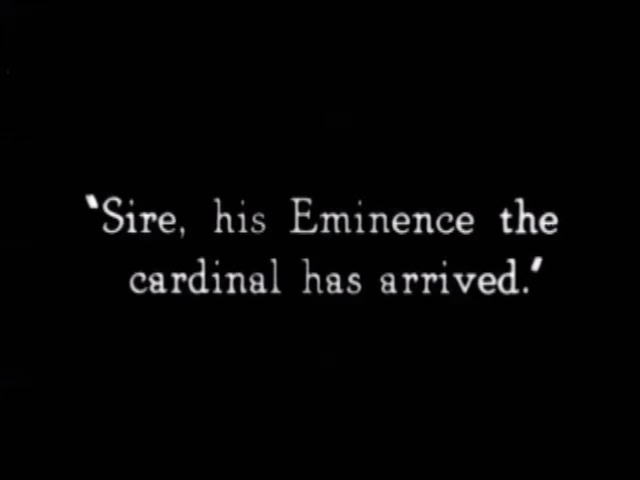 'Sire, his Eminence the
cardinal has arrived.'